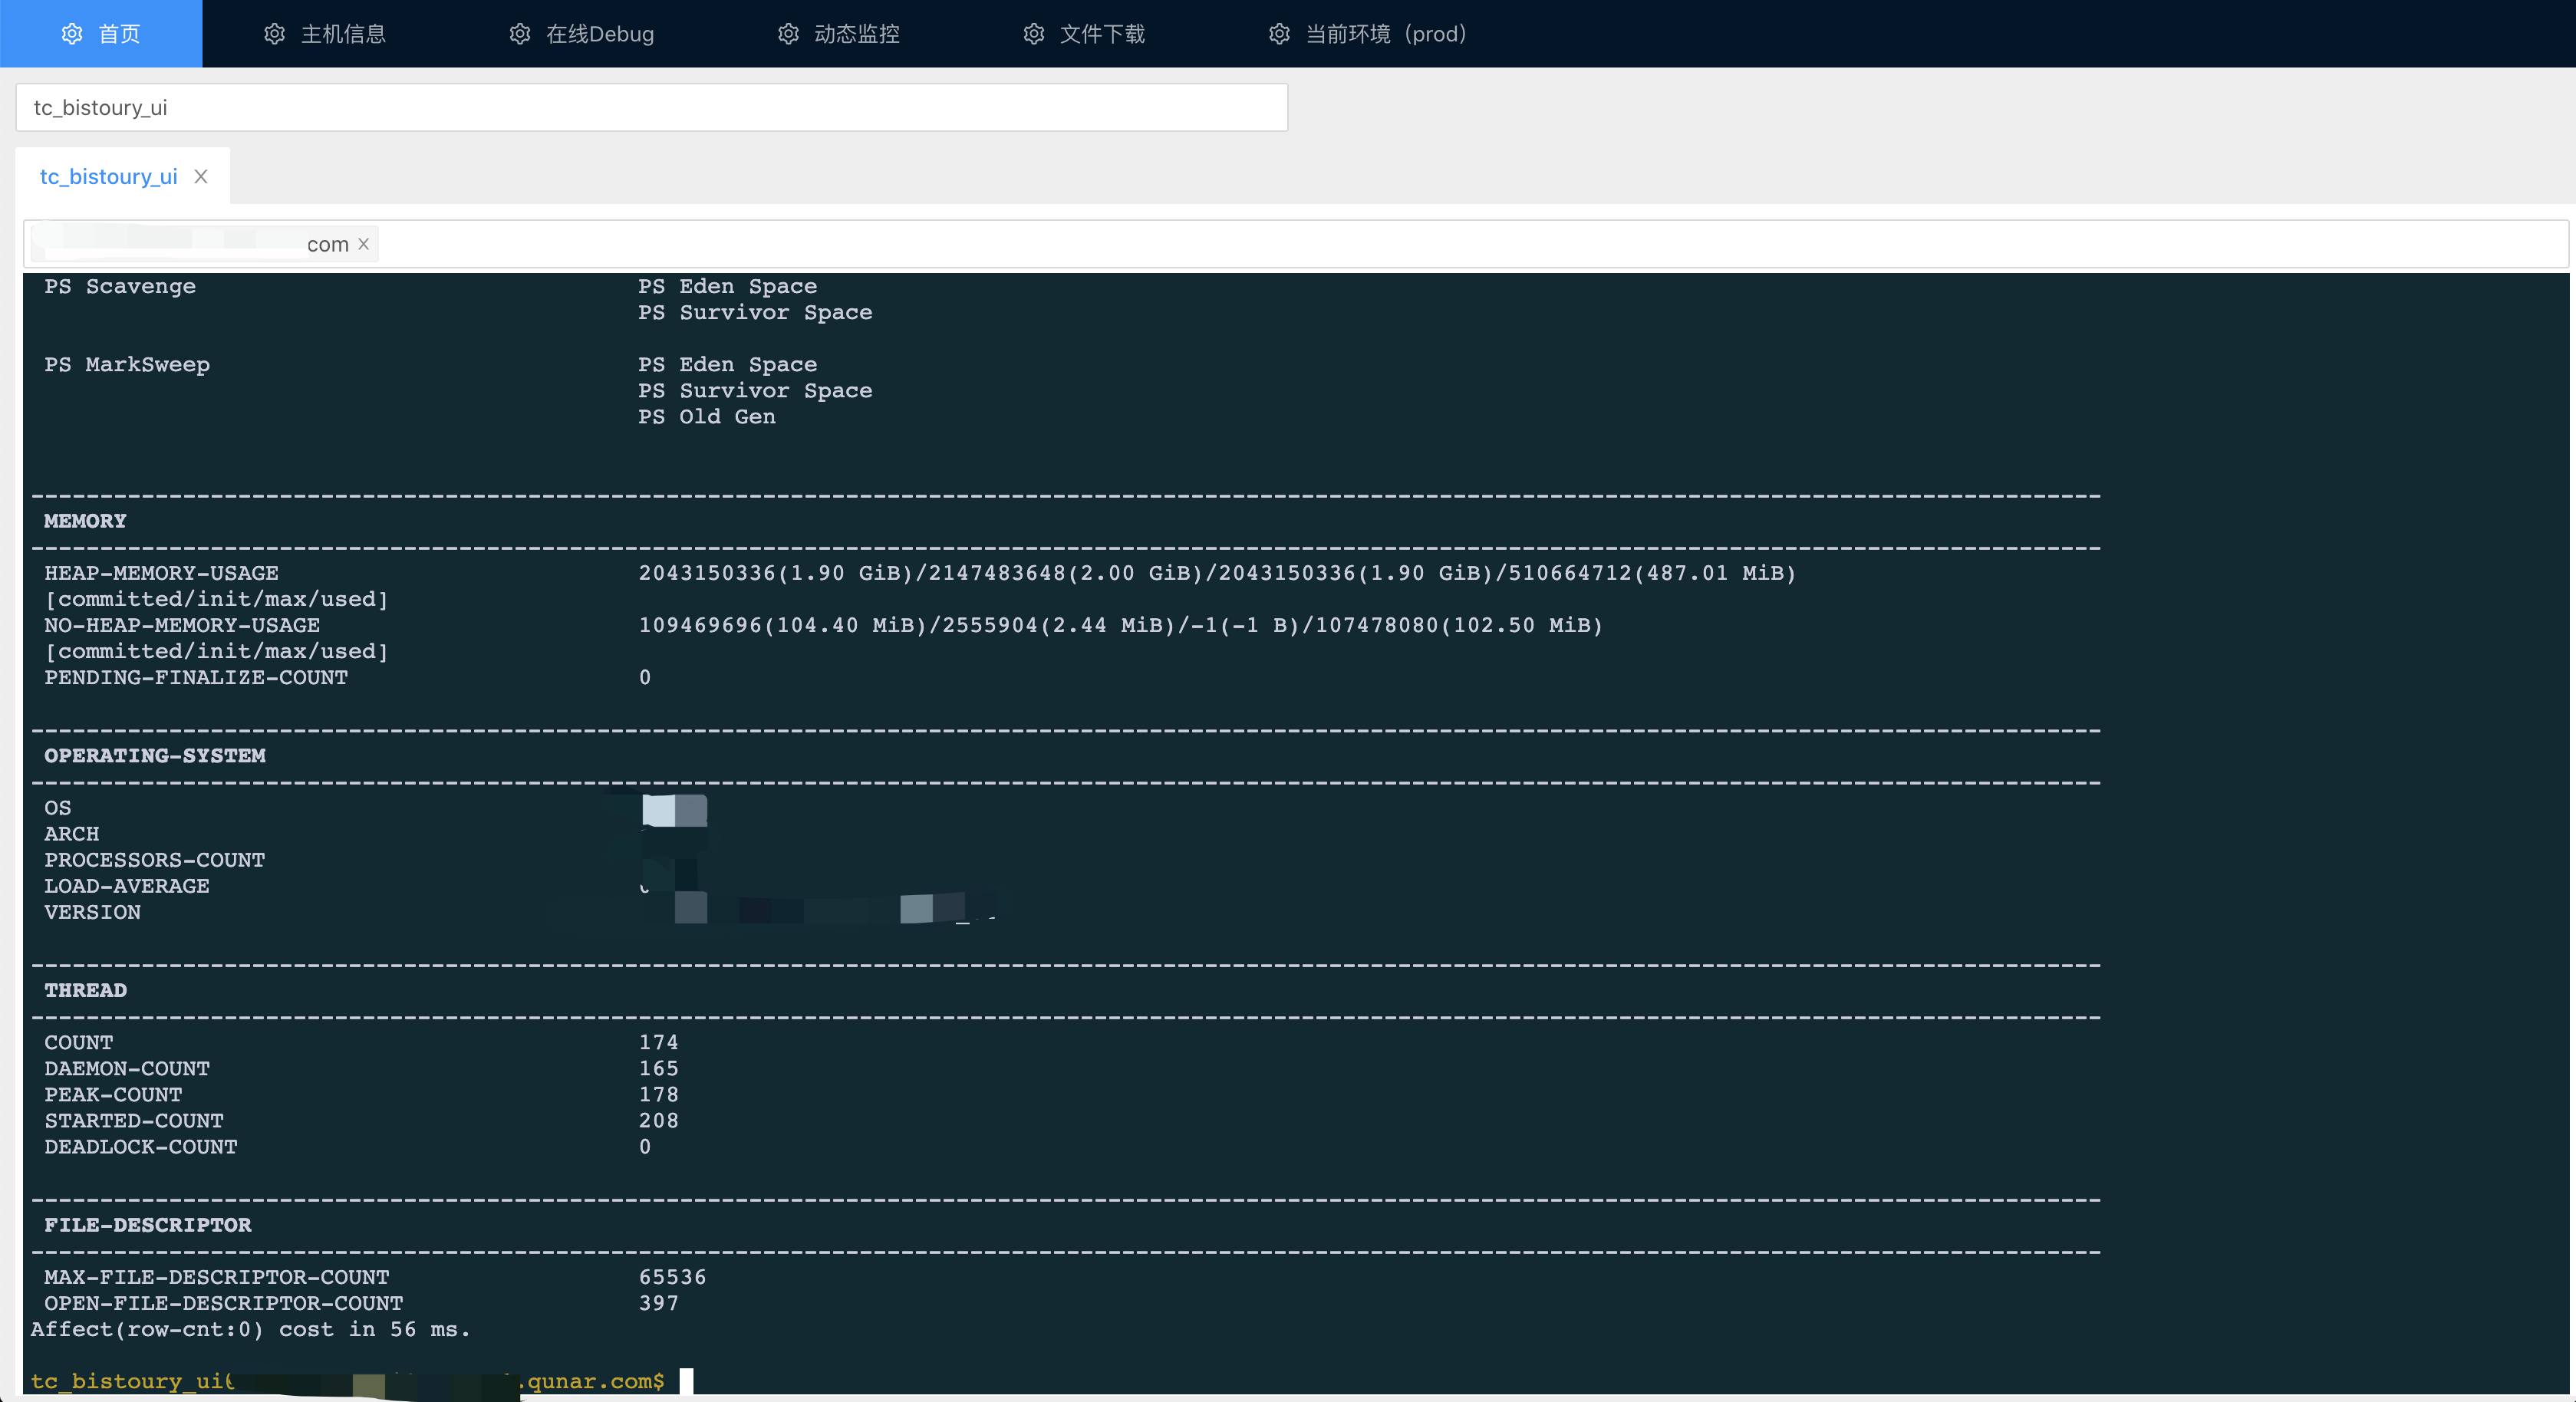 首页 主机信息 在线Debug 动态监控 文件下载 当前环境（prod）
tc_bistoury_ui
tc_bistoury_ui X
com X
PS Scavenge PS Eden Space
PS Survivor Space
PS MarkSweep PS Eden Space
PS Survivor Space
PS Old Gen
MEMORY
HEAP-MEMORY-USAGE 2043150336(1.90 GiB)/2147483648(2.00 GiB)/2043150336(1.90 GiB)/510664712(487.01 MiB)
[committed/init/max/used]
NO-HEAP-MEMORY-USAGE 109469696(104.40 MiB)/2555904(2.44 MiB)/-1(-1 B)/107478080(102.50 MiB)
[committed/init/max/used]
PENDING-FINALIZE-COUNT 0
OPERATING-SYSTEM
OS
ARCH
PROCESSORS-COUNT
LOAD-AVERAGE
VERSION
THREAD
COUNT 174
DAEMON-COUNT 165
PEAK-COUNT 178
STARTED-COUNT 208
DEADLOCK-COUNT 0
FILE-DESCRIPTOR
MAX-FILE-DESCRIPTOR-COUNT 65536
OPEN-FILE-DESCRIPTOR-COUNT 397
Affect(row-cnt:0) cost in 56 ms.
tc_bistoury_ui .qunar.com$